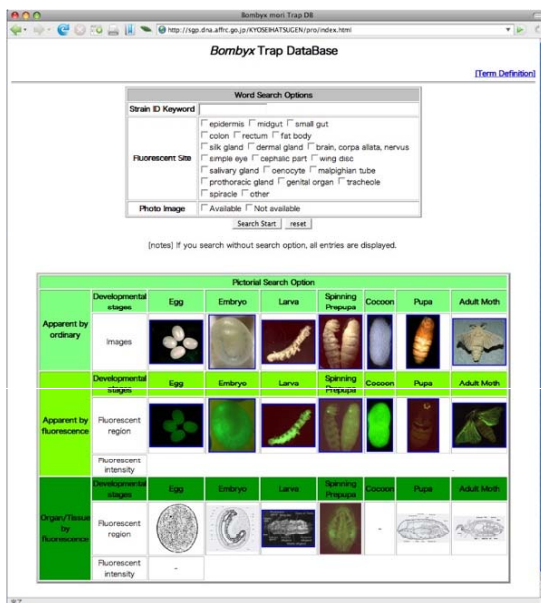 Bombyx mori Trap DB
http://sgp.dna.affrc.go.jp/KYOSEIHATSUGEN/pro/index.html
Bombyx Trap DataBase
[Term Definition]
Word Search Options
Strain ID Keyword
Fluorescent Site
epidermis midgut small gut
colon rectum fat body
silk gland dermal gland brain, corpa allata, nervus
simple eye cephalic part wing disc
salivary gland oenocyte malpighian tube
prothoracic gland genital organ tracheole
spiracle other
Photo Image Available Not available
Search Start reset
[notes] If you search without search option, all entries are displayed.
Pictorial Search Option
Apparent by ordinary
Developmental stages Egg Embryo Larva Spinning Prepupa Cocoon Pupa Adult Moth
Images
Apparent by fluorescence
Developmental stages Egg Embryo Larva Spinning Prepupa Cocoon Pupa Adult Moth
Fluorescent region
Fluorescent intensity
Organ/Tissue by fluorescence
Developmental stages Egg Embryo Larva Spinning Prepupa Cocoon Pupa Adult Moth
Fluorescent region -
Fluorescent intensity -
完了